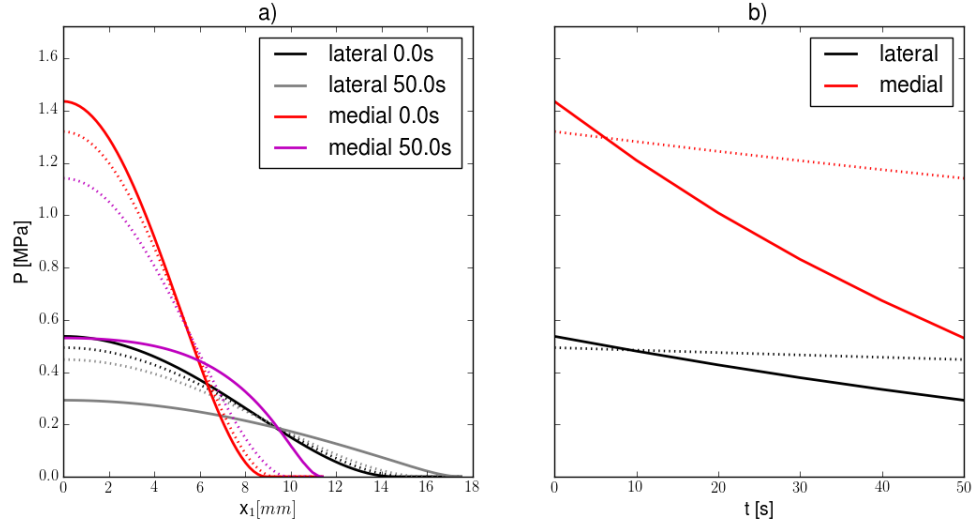 a)
P [MPa]
1.6
1.4
1.2
1.0
0.8
0.6
0.4
0.2
0.0
0 2 4 6 8 10 12 14 16 18
x₁[mm]
lateral 0.0s
lateral 50.0s
medial 0.0s
medial 50.0s
b)
lateral
medial
0 10 20 30 40 50
t [s]